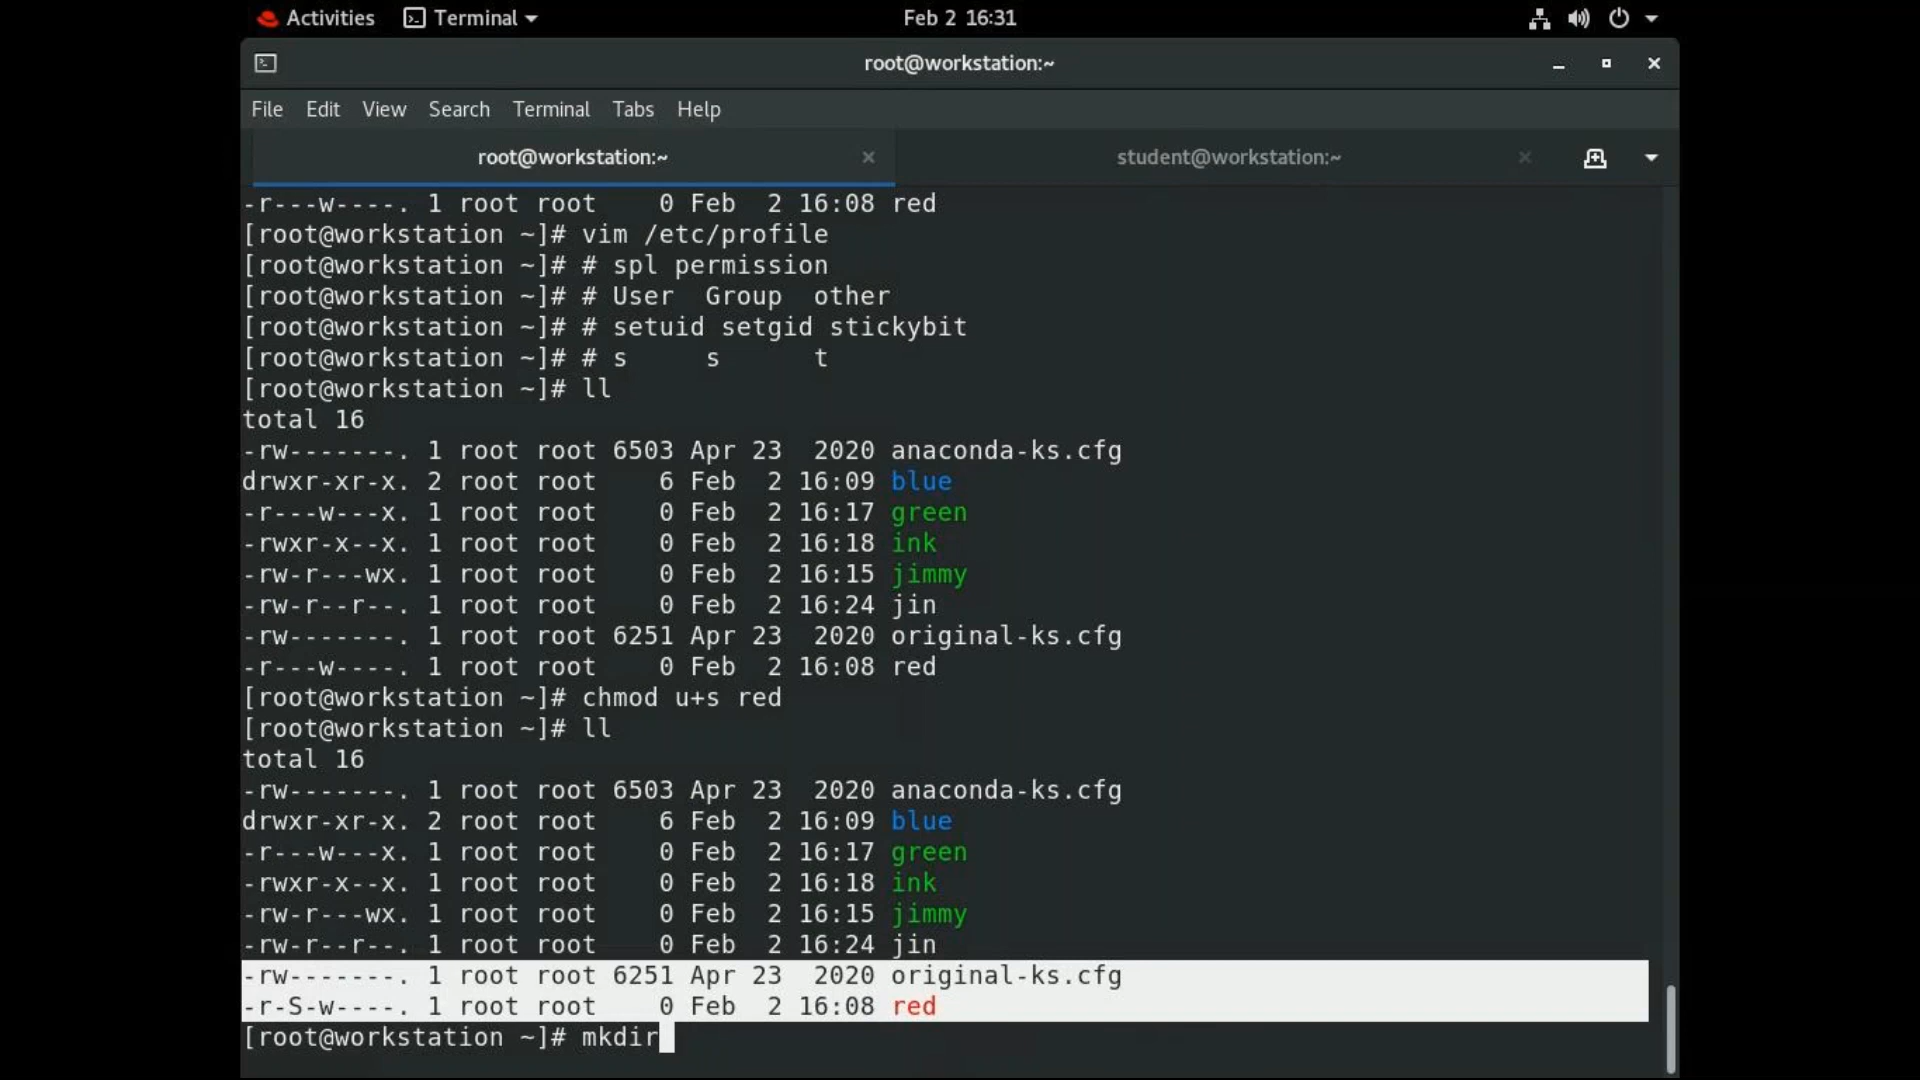 Activities Terminal Feb 2 16:31
root@workstation:~
File Edit View Search Terminal Tabs Help
root@workstation:~ student@workstation:~
-r---w----. 1 root root    0 Feb  2 16:08 red
[root@workstation ~]# vim /etc/profile
[root@workstation ~]# # spl permission
[root@workstation ~]# # User  Group  other
[root@workstation ~]# # setuid setgid stickybit
[root@workstation ~]# # s     s      t
[root@workstation ~]# ll
total 16
-rw-------. 1 root root 6503 Apr 23  2020 anaconda-ks.cfg
drwxr-xr-x. 2 root root    6 Feb  2 16:09 blue
-r---w---x. 1 root root    0 Feb  2 16:17 green
-rwxr-x--x. 1 root root    0 Feb  2 16:18 ink
-rw-r---wx. 1 root root    0 Feb  2 16:15 jimmy
-rw-r--r--. 1 root root    0 Feb  2 16:24 jin
-rw-------. 1 root root 6251 Apr 23  2020 original-ks.cfg
-r---w----. 1 root root    0 Feb  2 16:08 red
[root@workstation ~]# chmod u+s red
[root@workstation ~]# ll
total 16
-rw-------. 1 root root 6503 Apr 23  2020 anaconda-ks.cfg
drwxr-xr-x. 2 root root    6 Feb  2 16:09 blue
-r---w---x. 1 root root    0 Feb  2 16:17 green
-rwxr-x--x. 1 root root    0 Feb  2 16:18 ink
-rw-r---wx. 1 root root    0 Feb  2 16:15 jimmy
-rw-r--r--. 1 root root    0 Feb  2 16:24 jin
-rw-------. 1 root root 6251 Apr 23  2020 original-ks.cfg
-r-S-w----. 1 root root    0 Feb  2 16:08 red
[root@workstation ~]# mkdir